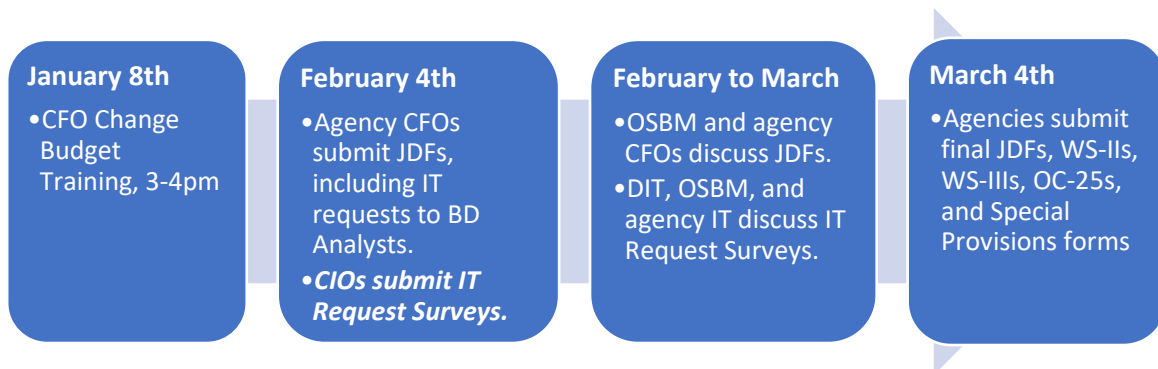 January 8th
•CFO Change
Budget
Training, 3-4pm
February 4th
•Agency CFOs
submit JDFs,
including IT
requests to BD
Analysts.
•CIOs submit IT
Request Surveys.
February to March
•OSBM and agency
CFOs discuss JDFs.
•DIT, OSBM, and
agency IT discuss IT
Request Surveys.
March 4th
•Agencies submit
final JDFs, WS-IIs,
WS-IIIs, OC-25s,
and Special
Provisions forms